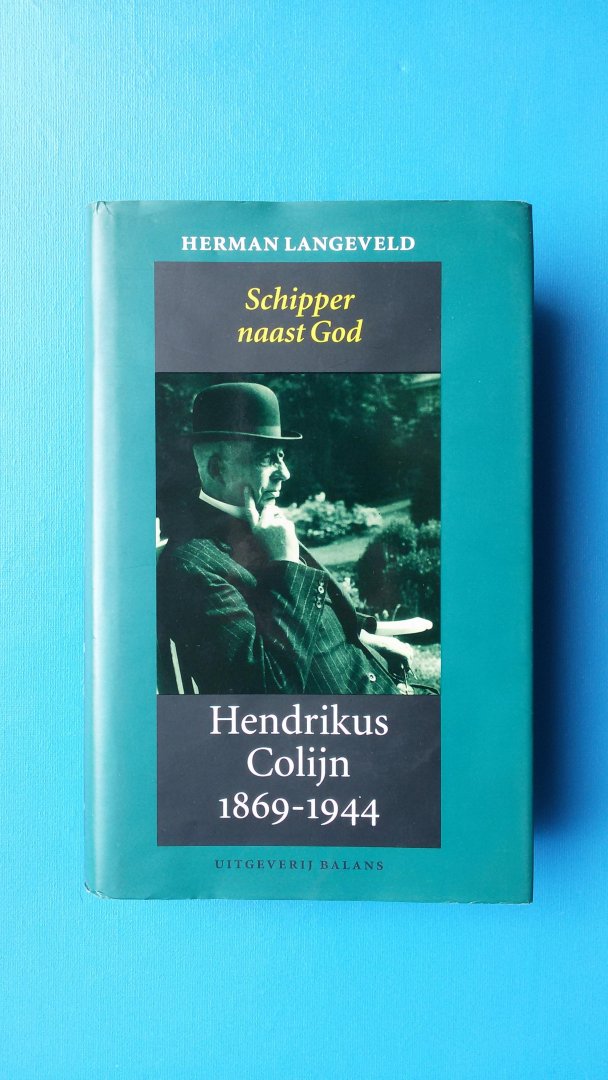 HERMAN LANGEVELD
Schipper
naast God
Hendrikus
Colijn
1869-1944
UITGEVERIJ BALANS